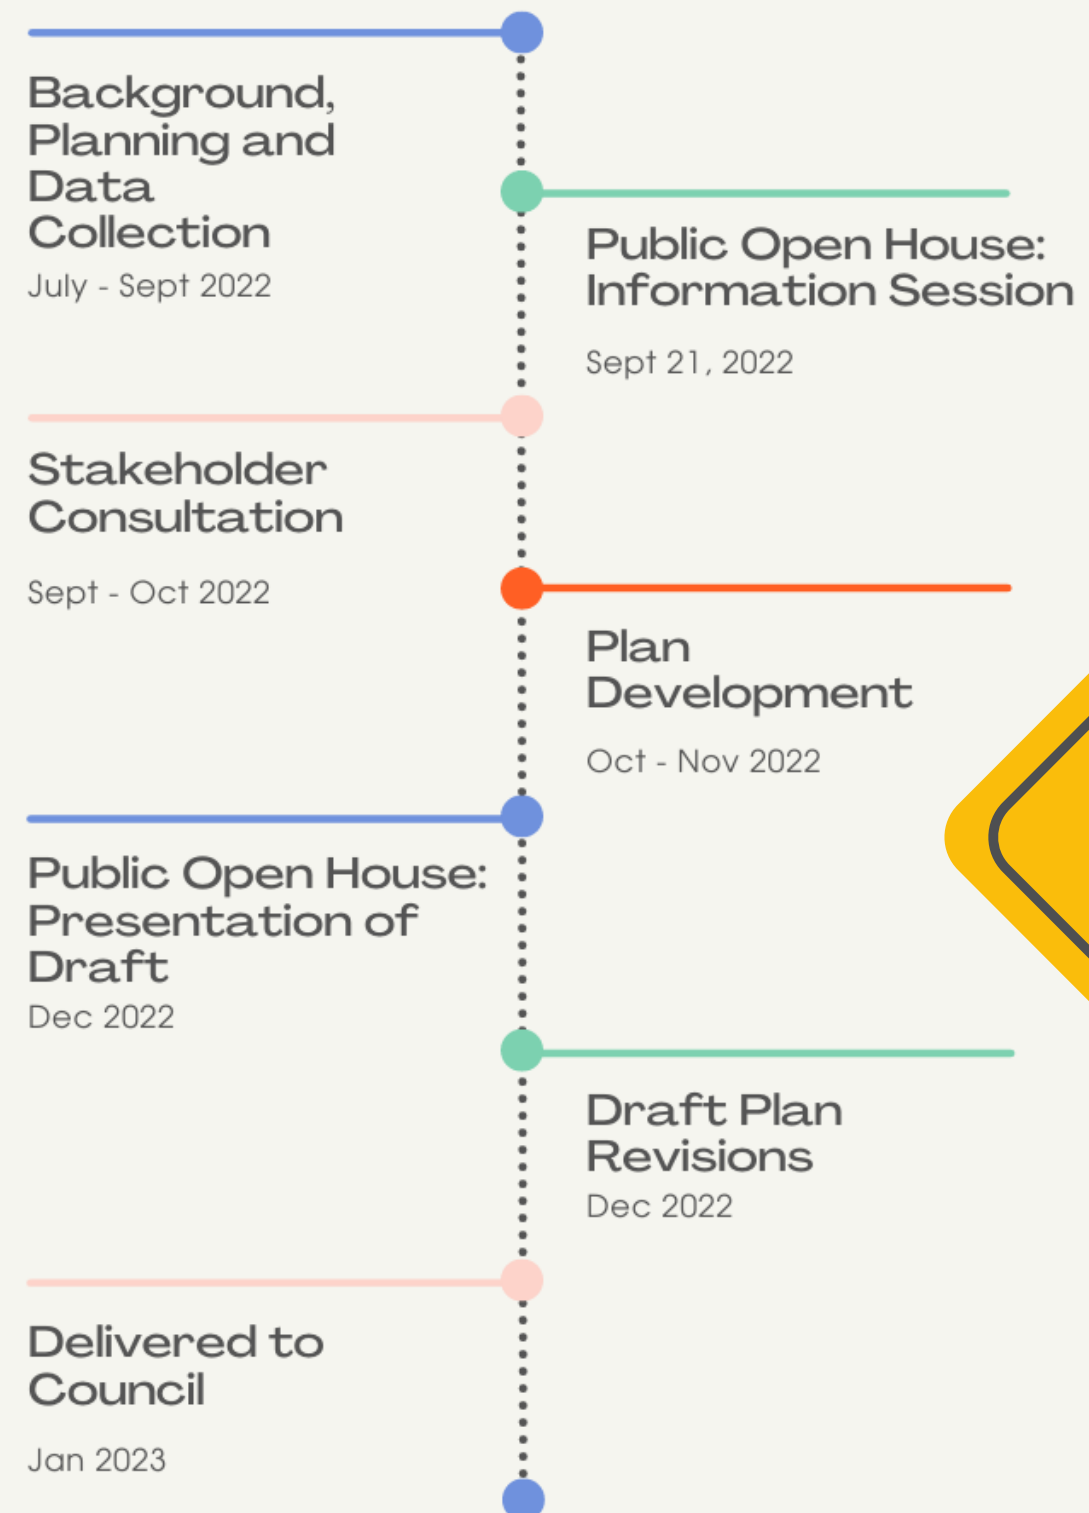 Background,
Planning and
Data
Collection
July - Sept 2022
Public Open House:
Information Session
Sept 21, 2022
Stakeholder
Consultation
Sept - Oct 2022
Plan
Development
Oct - Nov 2022
Public Open House:
Presentation of
Draft
Dec 2022
Draft Plan
Revisions
Dec 2022
Delivered to
Council
Jan 2023